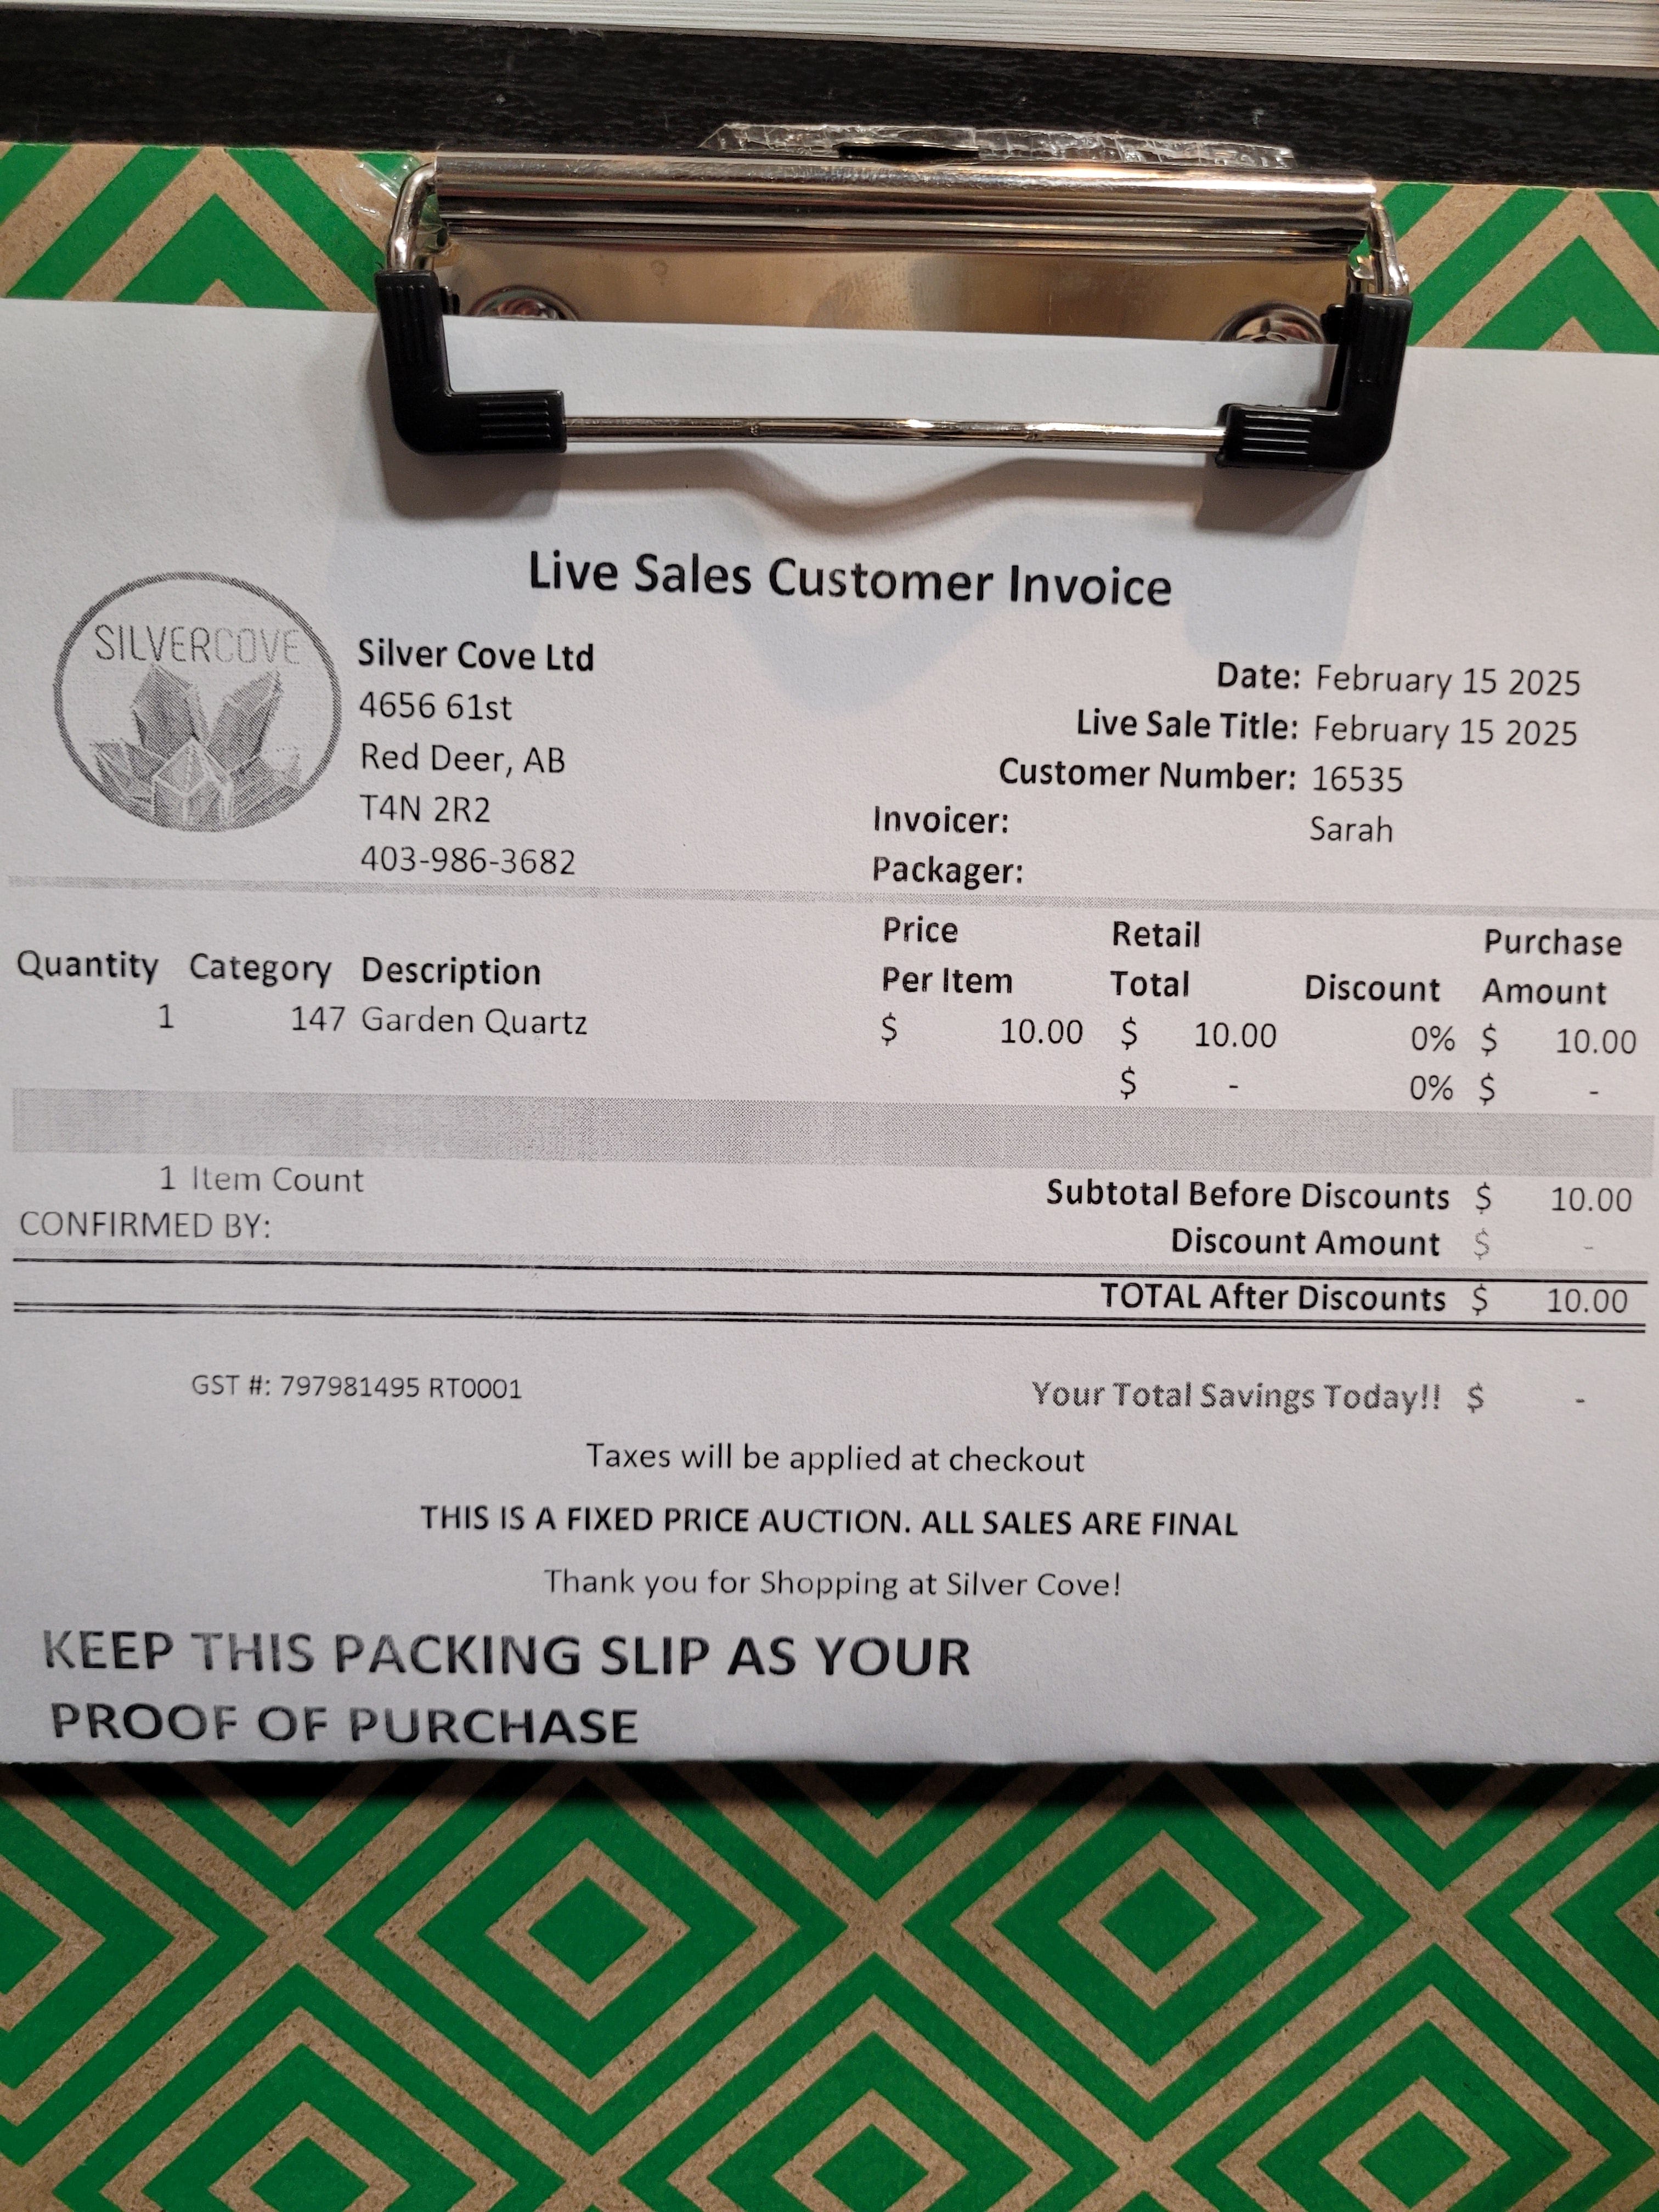 Live Sales Customer Invoice
SILVERCOVE
Silver Cove Ltd
4656 61st
Red Deer, AB
T4N 2R2
403-986-3682
Date: February 15 2025
Live Sale Title: February 15 2025
Customer Number: 16535
Invoicer: Sarah
Packager:
Quantity Category Description Price Per Item Retail Total Discount Purchase Amount
1 147 Garden Quartz $ 10.00 $ 10.00 0% $ 10.00
$ - 0% $ -
1 Item Count
CONFIRMED BY:
Subtotal Before Discounts $ 10.00
Discount Amount $ -
TOTAL After Discounts $ 10.00
GST #: 797981495 RT0001
Your Total Savings Today!! $ -
Taxes will be applied at checkout
THIS IS A FIXED PRICE AUCTION. ALL SALES ARE FINAL
Thank you for Shopping at Silver Cove!
KEEP THIS PACKING SLIP AS YOUR
PROOF OF PURCHASE